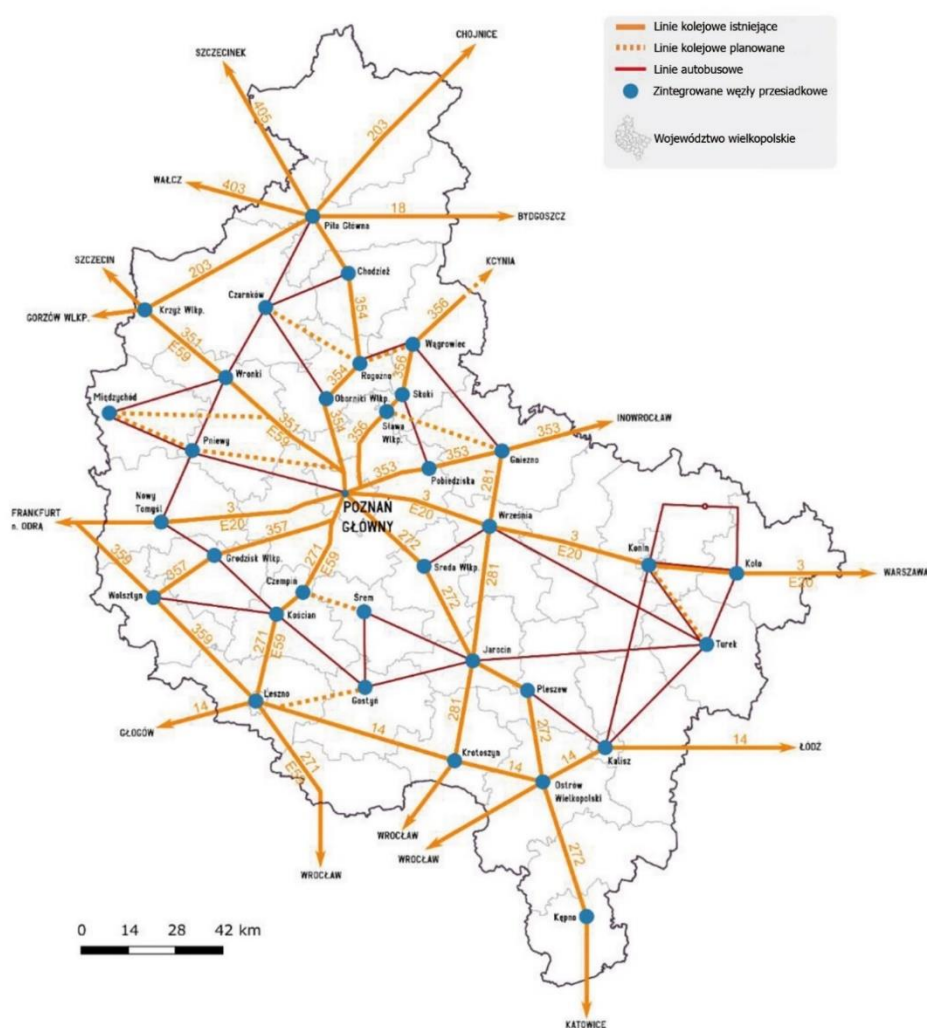 CHOJNICE
SZCZECINEK
Linie kolejowe istniejące
Linie kolejowe planowane
Linie autobusowe
Zintegrowane węzły przesiadkowe
Województwo wielkopolskie
405
203
WAŁCZ
403
18
BYDGOSZCZ
Piła Główna
SZCZECIN
203
Chodzież
KCYNIA
Czarnków
GORZÓW WLKP.
Krzyż Wlkp.
351
E59
354
356
Wągrowiec
Wronki
Rogoźno
356
354
Międzychód
Oborniki Wlkp.
Skoki
351
E59
354
356
Sława Wlkp.
INOWROCŁAW
353
Pniewy
353
Gniezno
353
Pobiedziska
281
POZNAŃ
GŁÓWNY
Nowy
Tomyśl
3
E20
3
E20
Września
FRANKFURT
n. ODRĄ
357
358
271
E59
272
Konin
E20
Koło
3
E20
WARSZAWA
Grodzisk Wlkp.
Środa Wlkp.
357
281
Czempiń
Wolsztyn
Śrem
272
Kościan
359
271
E59
Turek
Jarocin
Leszno
Gostyń
Pleszew
14
GŁOGÓW
281
272
14
14
Kalisz
14
ŁÓDŹ
271
E59
Krotoszyn
14
Ostrów
Wielkopolski
WROCŁAW
WROCŁAW
WROCŁAW
272
Kępno
0 14 28 42 km
KATOWICE